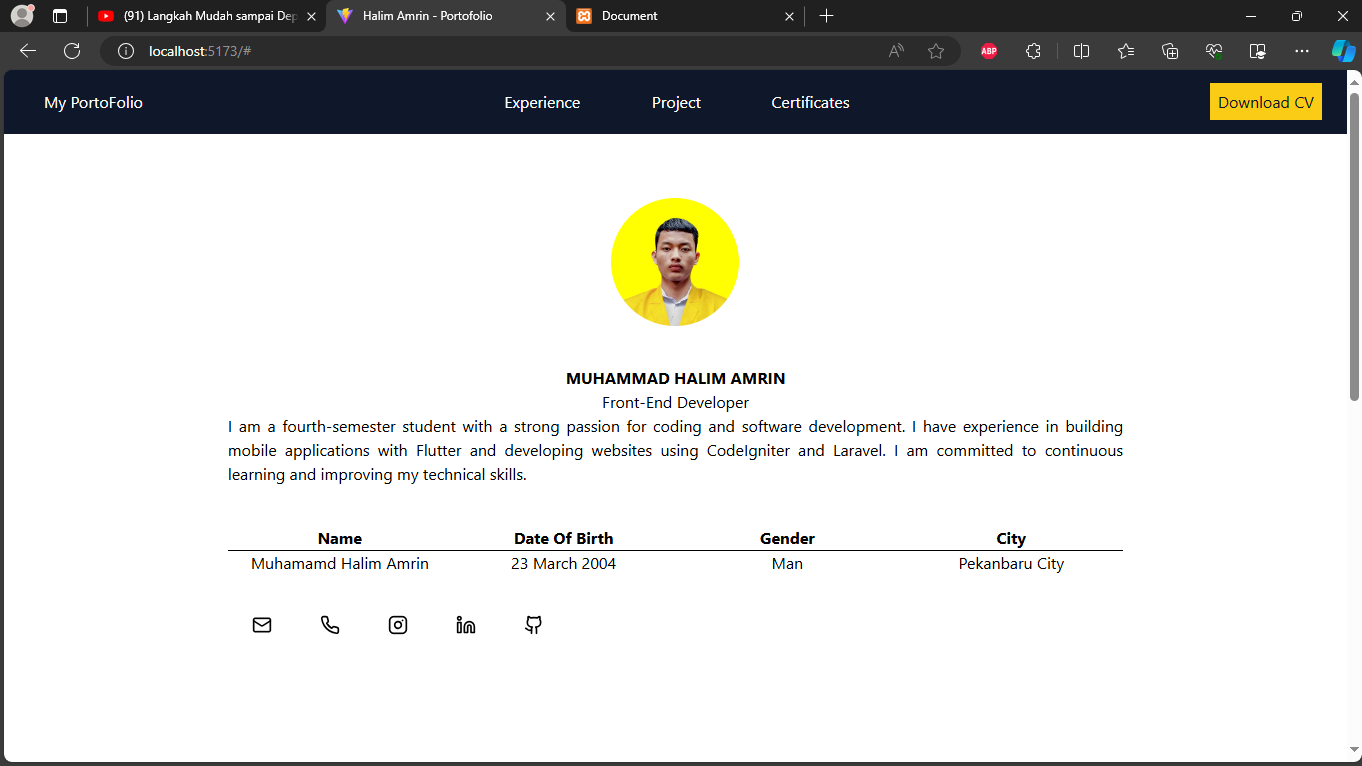 (91) Langkah Mudah sampai Dep
Halim Amrin - Portofolio
Document
localhost:5173/#
ABP
My PortoFolio
Experience
Project
Certificates
Download CV
MUHAMMAD HALIM AMRIN
Front-End Developer
I am a fourth-semester student with a strong passion for coding and software development. I have experience in building
mobile applications with Flutter and developing websites using CodeIgniter and Laravel. I am committed to continuous
learning and improving my technical skills.
Name Date Of Birth Gender City
Muhamamd Halim Amrin 23 March 2004 Man Pekanbaru City